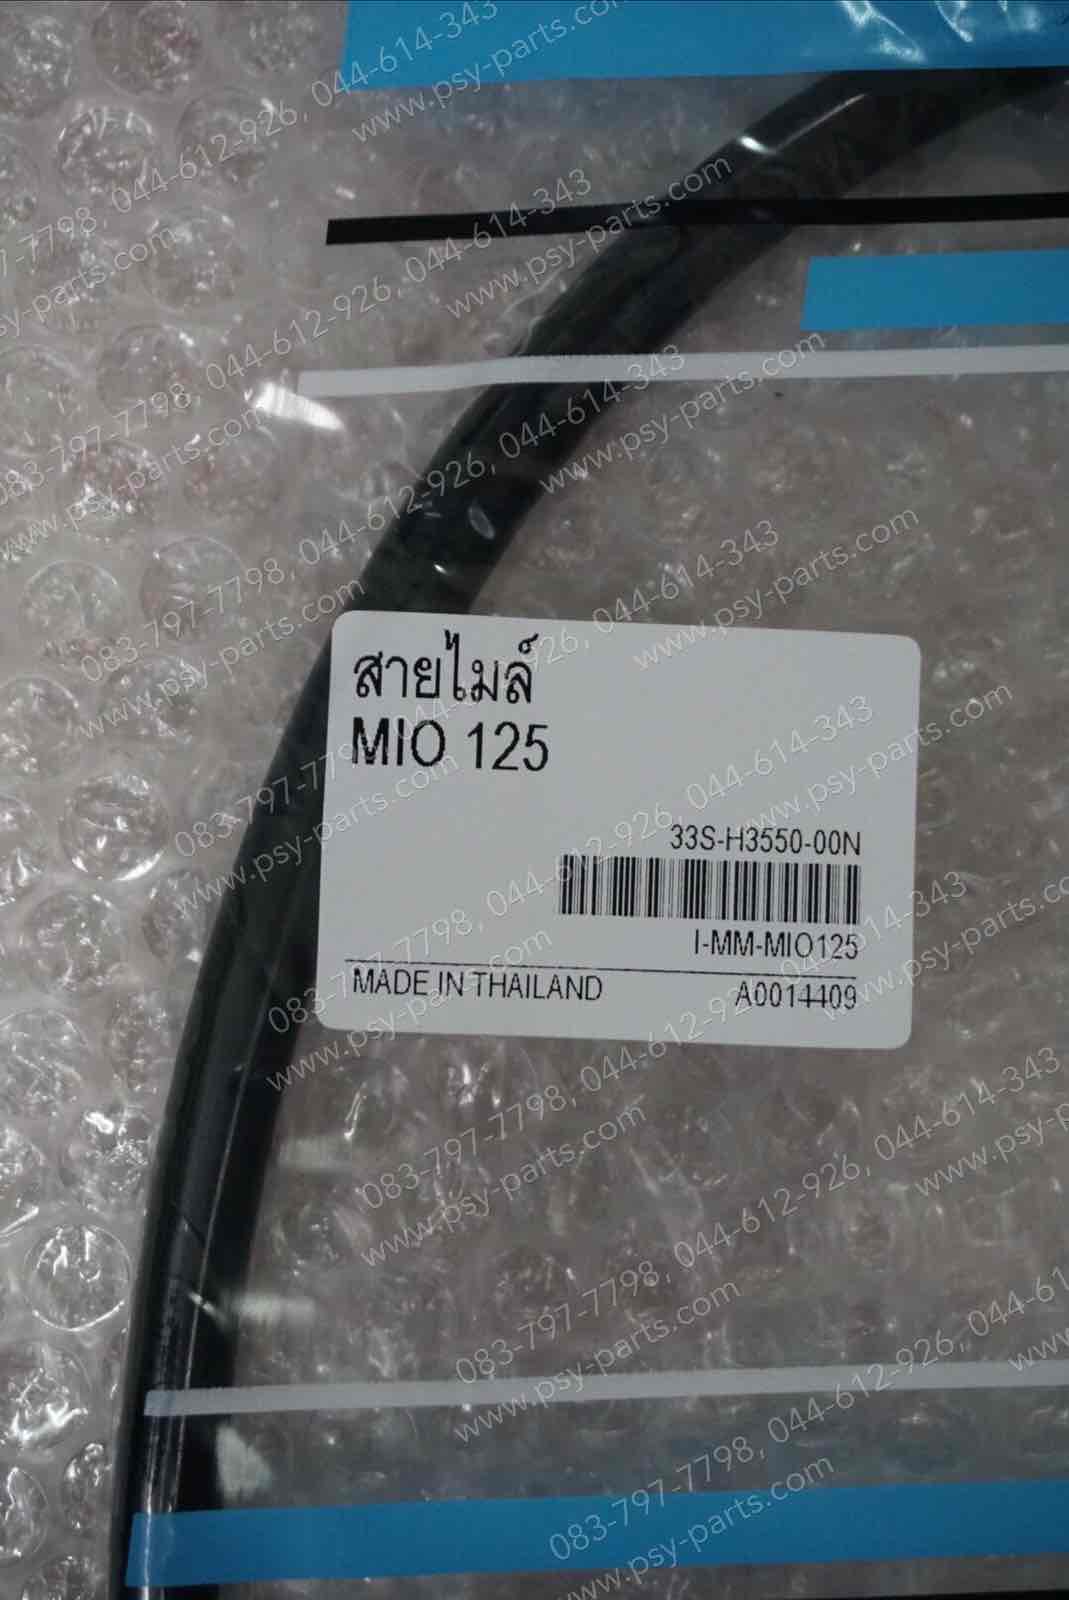 สายไมล์
MIO 125
33S-H3550-00N
I-MM-MIO125
MADE IN THAILAND
A0014409
083-797-7798, 044-612-926, 044-614-343
www.psy-parts.com